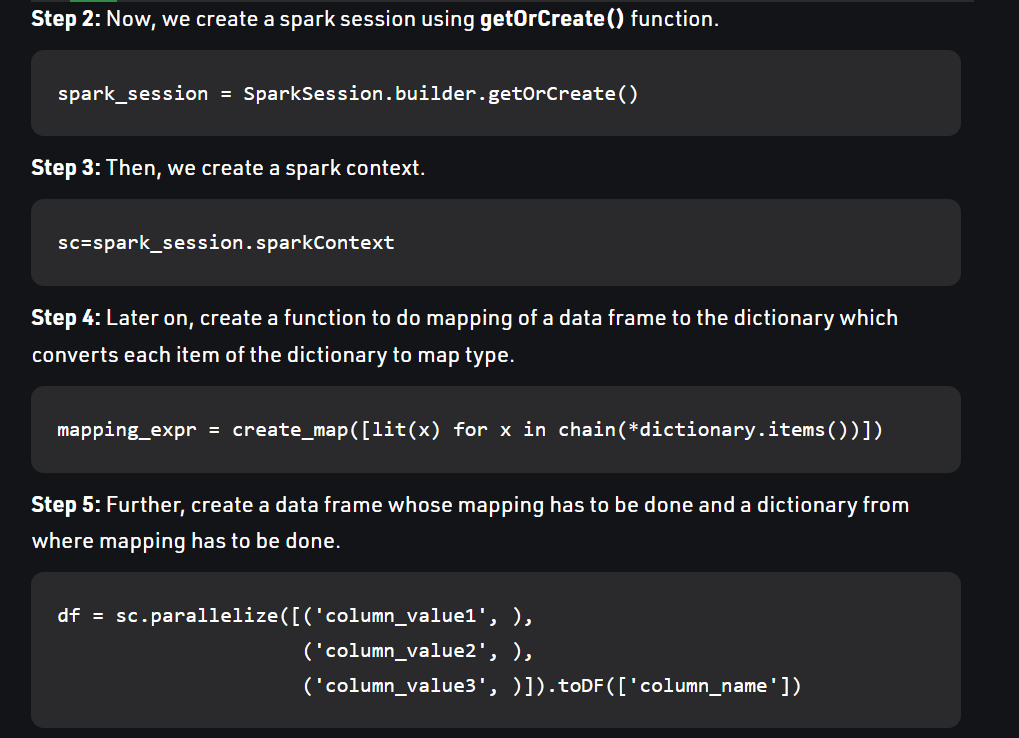 Step 2: Now, we create a spark session using getOrCreate() function.
spark_session = SparkSession.builder.getOrCreate()
Step 3: Then, we create a spark context.
sc=spark_session.sparkContext
Step 4: Later on, create a function to do mapping of a data frame to the dictionary which
converts each item of the dictionary to map type.
mapping_expr = create_map([lit(x) for x in chain(*dictionary.items())])
Step 5: Further, create a data frame whose mapping has to be done and a dictionary from
where mapping has to be done.
df = sc.parallelize([('column_value1', ),
('column_value2', ),
('column_value3', )]).toDF(['column_name'])